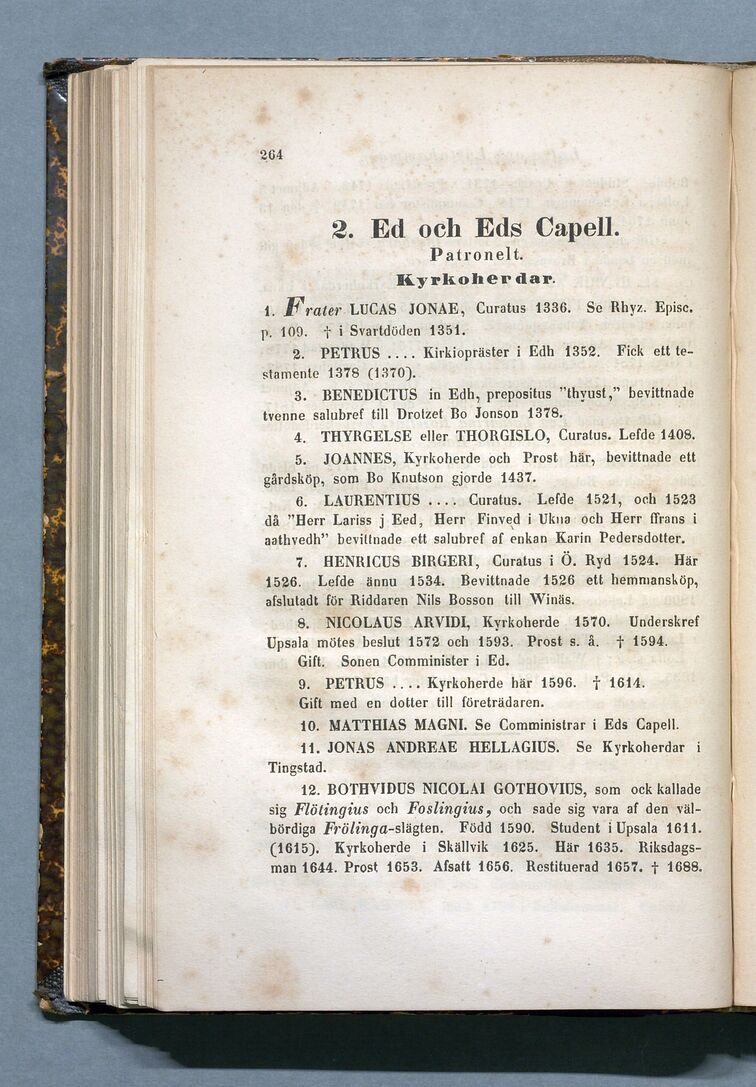 264
2. Ed och Eds Capell.
Patronelt.
Kyrkoherdar.
1. Frater LUCAS JONAE, Curatus 1336. Se Rhyz. Episc.
p. 109. † i Svartdöden 1351.
2. PETRUS .... Kirkiopräster i Edh 1352. Fick ett te-
stamente 1378 (1370).
3. BENEDICTUS in Edh, prepositus "thyust," bevittnade
tvenne salubref till Drotzet Bo Jonson 1378.
4. THYRGELSE eller THORGISLO, Curatus. Lefde 1408.
5. JOANNES, Kyrkoherde och Prost här, bevittnade ett
gårdsköp, som Bo Knutson gjorde 1437.
6. LAURENTIUS .... Curatus. Lefde 1521, och 1523
då "Herr Lariss j Eed, Herr Finved i Ukna och Herr ffrans i
aathvedh" bevittnade ett salubref af enkan Karin Pedersdotter.
7. HENRICUS BIRGERI, Curatus i Ö. Ryd 1524. Här
1526. Lefde ännu 1534. Bevittnade 1526 ett hemmansköp,
afslutadt för Riddaren Nils Bosson till Winäs.
8. NICOLAUS ARVIDI, Kyrkoherde 1570. Underskref
Upsala mötes beslut 1572 och 1593. Prost s. å. † 1594.
Gift. Sonen Comminister i Ed.
9. PETRUS .... Kyrkoherde här 1596. † 1614.
Gift med en dotter till företrädaren.
10. MATTHIAS MAGNI. Se Comministrar i Eds Capell.
11. JONAS ANDREAE HELLAGIUS. Se Kyrkoherdar i
Tingstad.
12. BOTHVIDUS NICOLAI GOTHOVIUS, som ock kallade
sig Flötingius och Foslingius, och sade sig vara af den väl-
bördiga Frölinga-slägten. Född 1590. Student i Upsala 1611.
(1615). Kyrkoherde i Skällvik 1625. Här 1635. Riksdags-
man 1644. Prost 1653. Afsatt 1656. Restituerad 1657. † 1688.